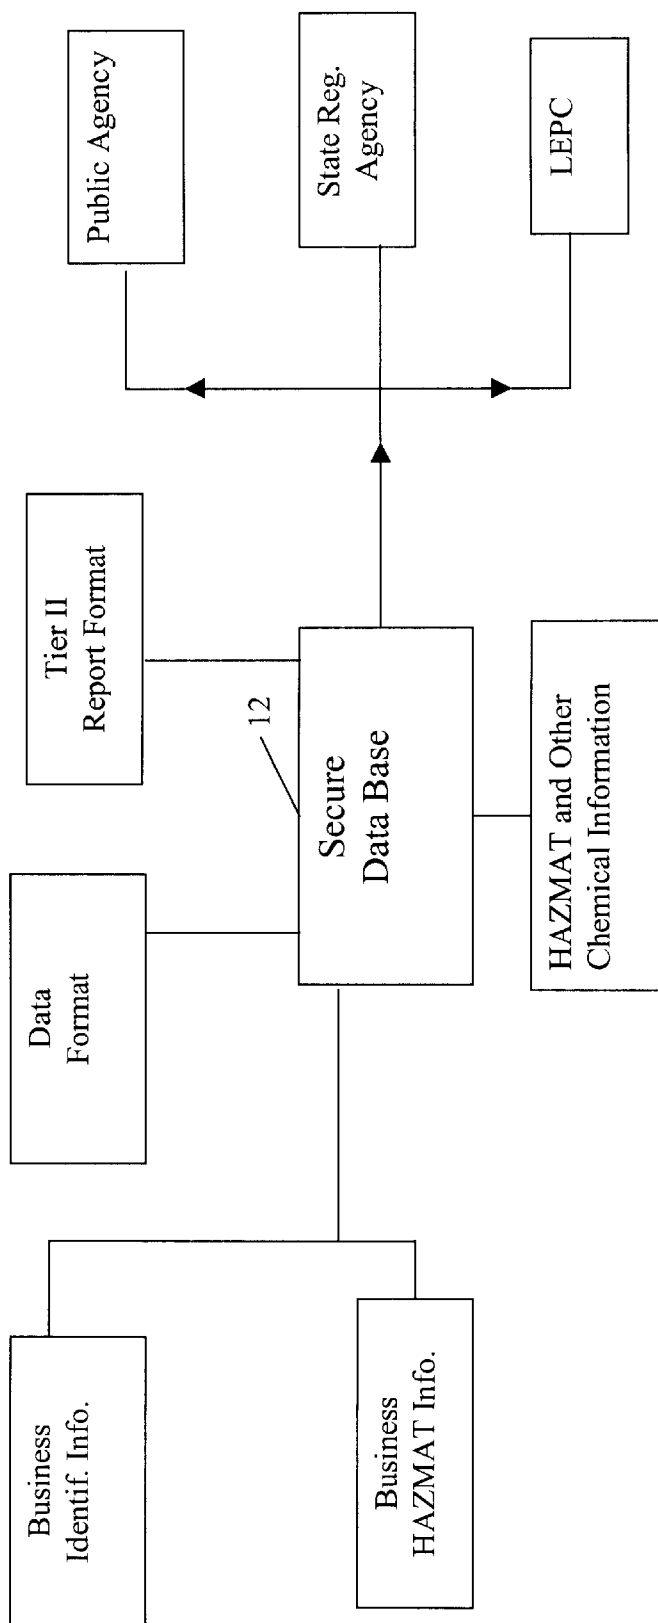 Business
Identif. Info.
Business
HAZMAT Info.
Data
Format
Tier II
Report Format
12
Secure
Data Base
HAZMAT and Other
Chemical Information
Public Agency
State Reg.
Agency
LEPC